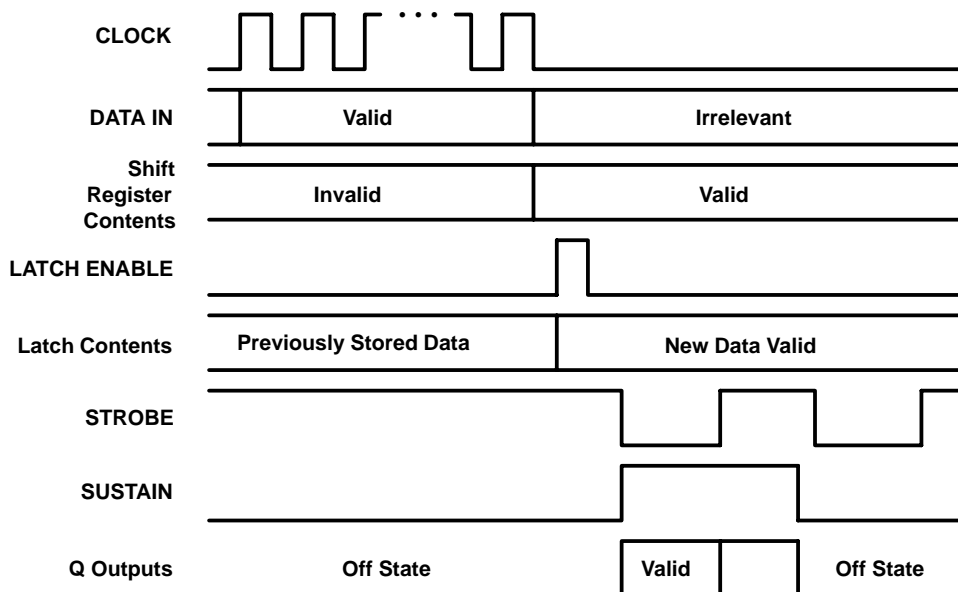 CLOCK
DATA IN
Valid
Irrelevant
Shift
Register
Contents
Invalid
Valid
LATCH ENABLE
Latch Contents
Previously Stored Data
New Data Valid
STROBE
SUSTAIN
Q Outputs
Off State
Valid
Off State